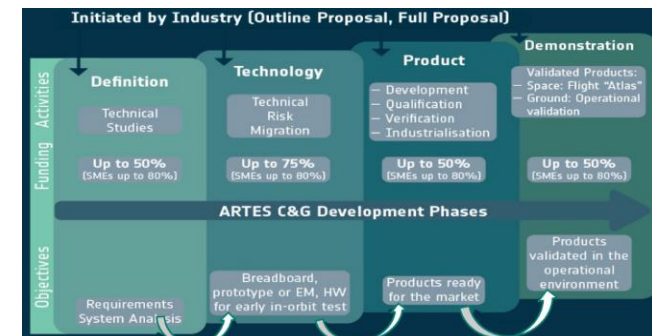 Initiated by Industry (Outline Proposal, Full Proposal)
Activities
Funding
Objectives
Definition
Technical
Studies
Up to 50%
(SMEs up to 80%)
Requirements
System Analysis
Technology
Technical
Risk
Migration
Up to 75%
(SMEs up to 80%)
Breadboard,
prototype or EM, HW
for early in-orbit test
Product
— Development
— Qualification
— Verification
— Industrialisation
Up to 50%
(SMEs up to 80%)
Products ready
for the market
Demonstration
Validated Products:
— Space: Flight "Atlas"
— Ground: Operational
validation
Up to 50%
(SMEs up to 80%)
Products
validated in the
operational
environment
ARTES C&G Development Phases